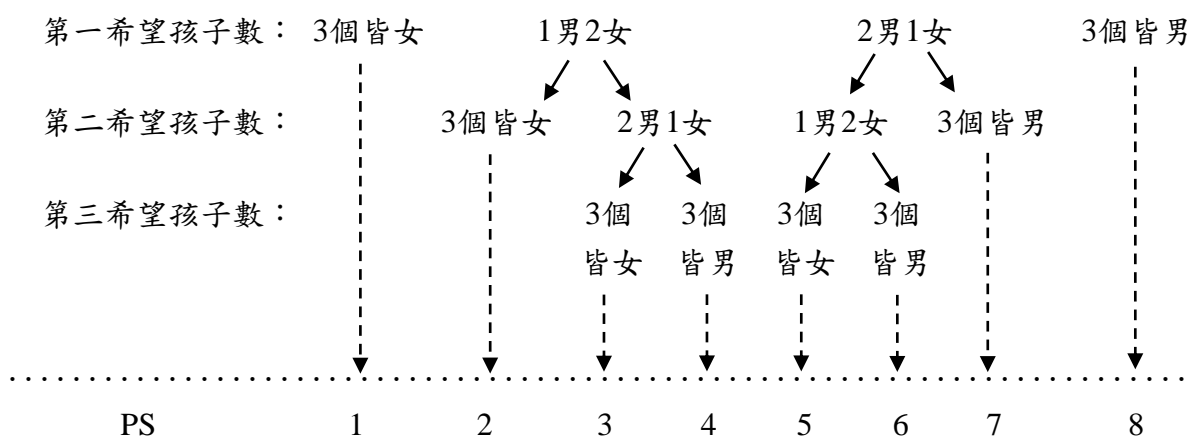 第一希望孩子數： 3個皆女 1男2女 2男1女 3個皆男
第二希望孩子數： 3個皆女 2男1女 1男2女 3個皆男
第三希望孩子數： 3個 3個 3個 3個
皆女 皆男 皆女 皆男
PS 1 2 3 4 5 6 7 8